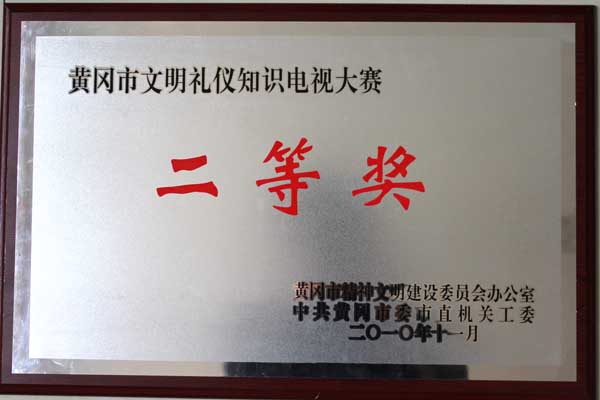 黄冈市文明礼仪知识电视大赛
二等奖
黄冈市精神文明建设委员会办公室
中共黄冈市委市直机关工委
二〇一〇年十一月